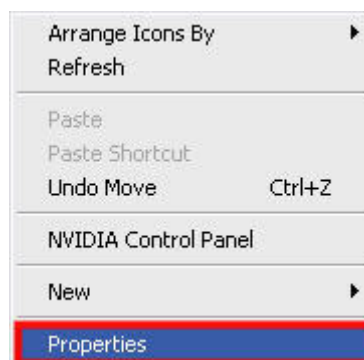 Arrange Icons By
Refresh
Paste
Paste Shortcut
Undo Move Ctrl+Z
NVIDIA Control Panel
New
Properties